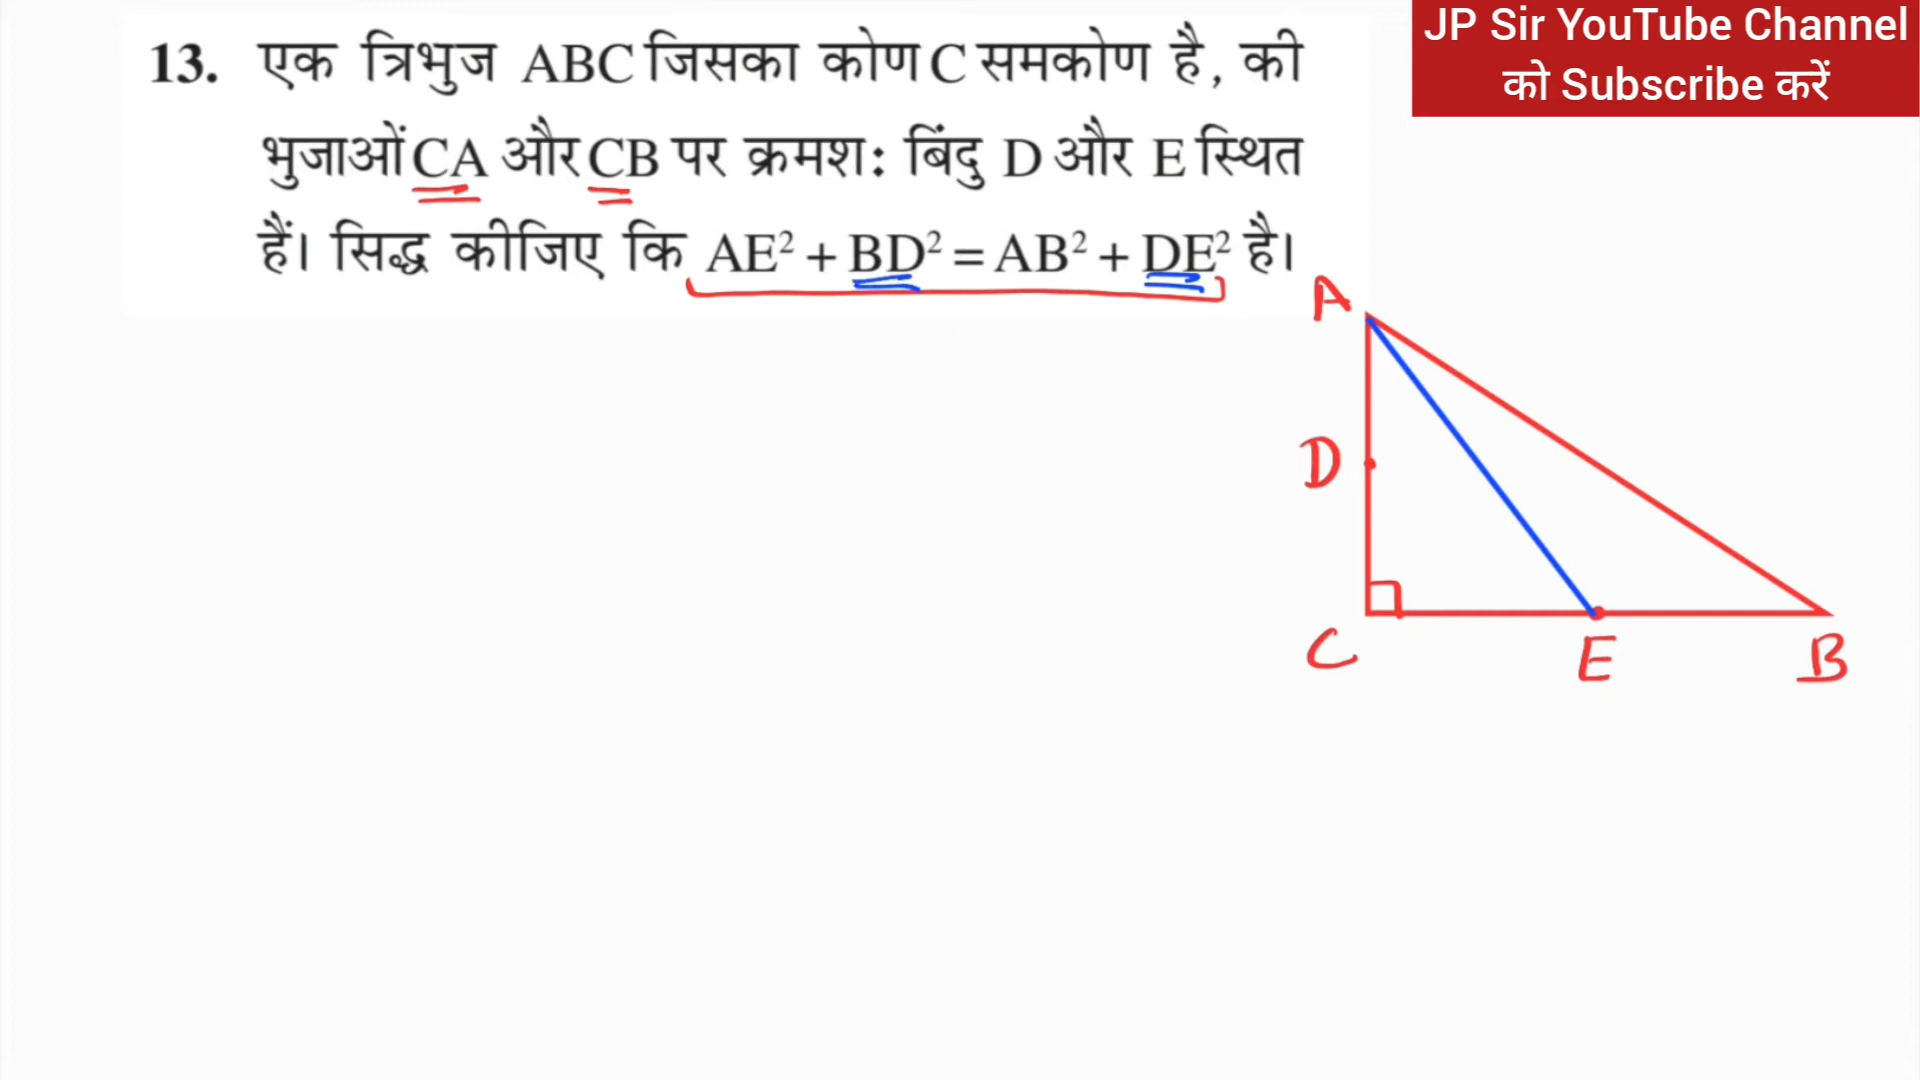 JP Sir YouTube Channel
को Subscribe करें
13. एक त्रिभुज ABC जिसका कोण C समकोण है, की
भुजाओं CA और CB पर क्रमशः बिंदु D और E स्थित
हैं। सिद्ध कीजिए कि AE² + BD² = AB² + DE² है।
A
D
C
E
B